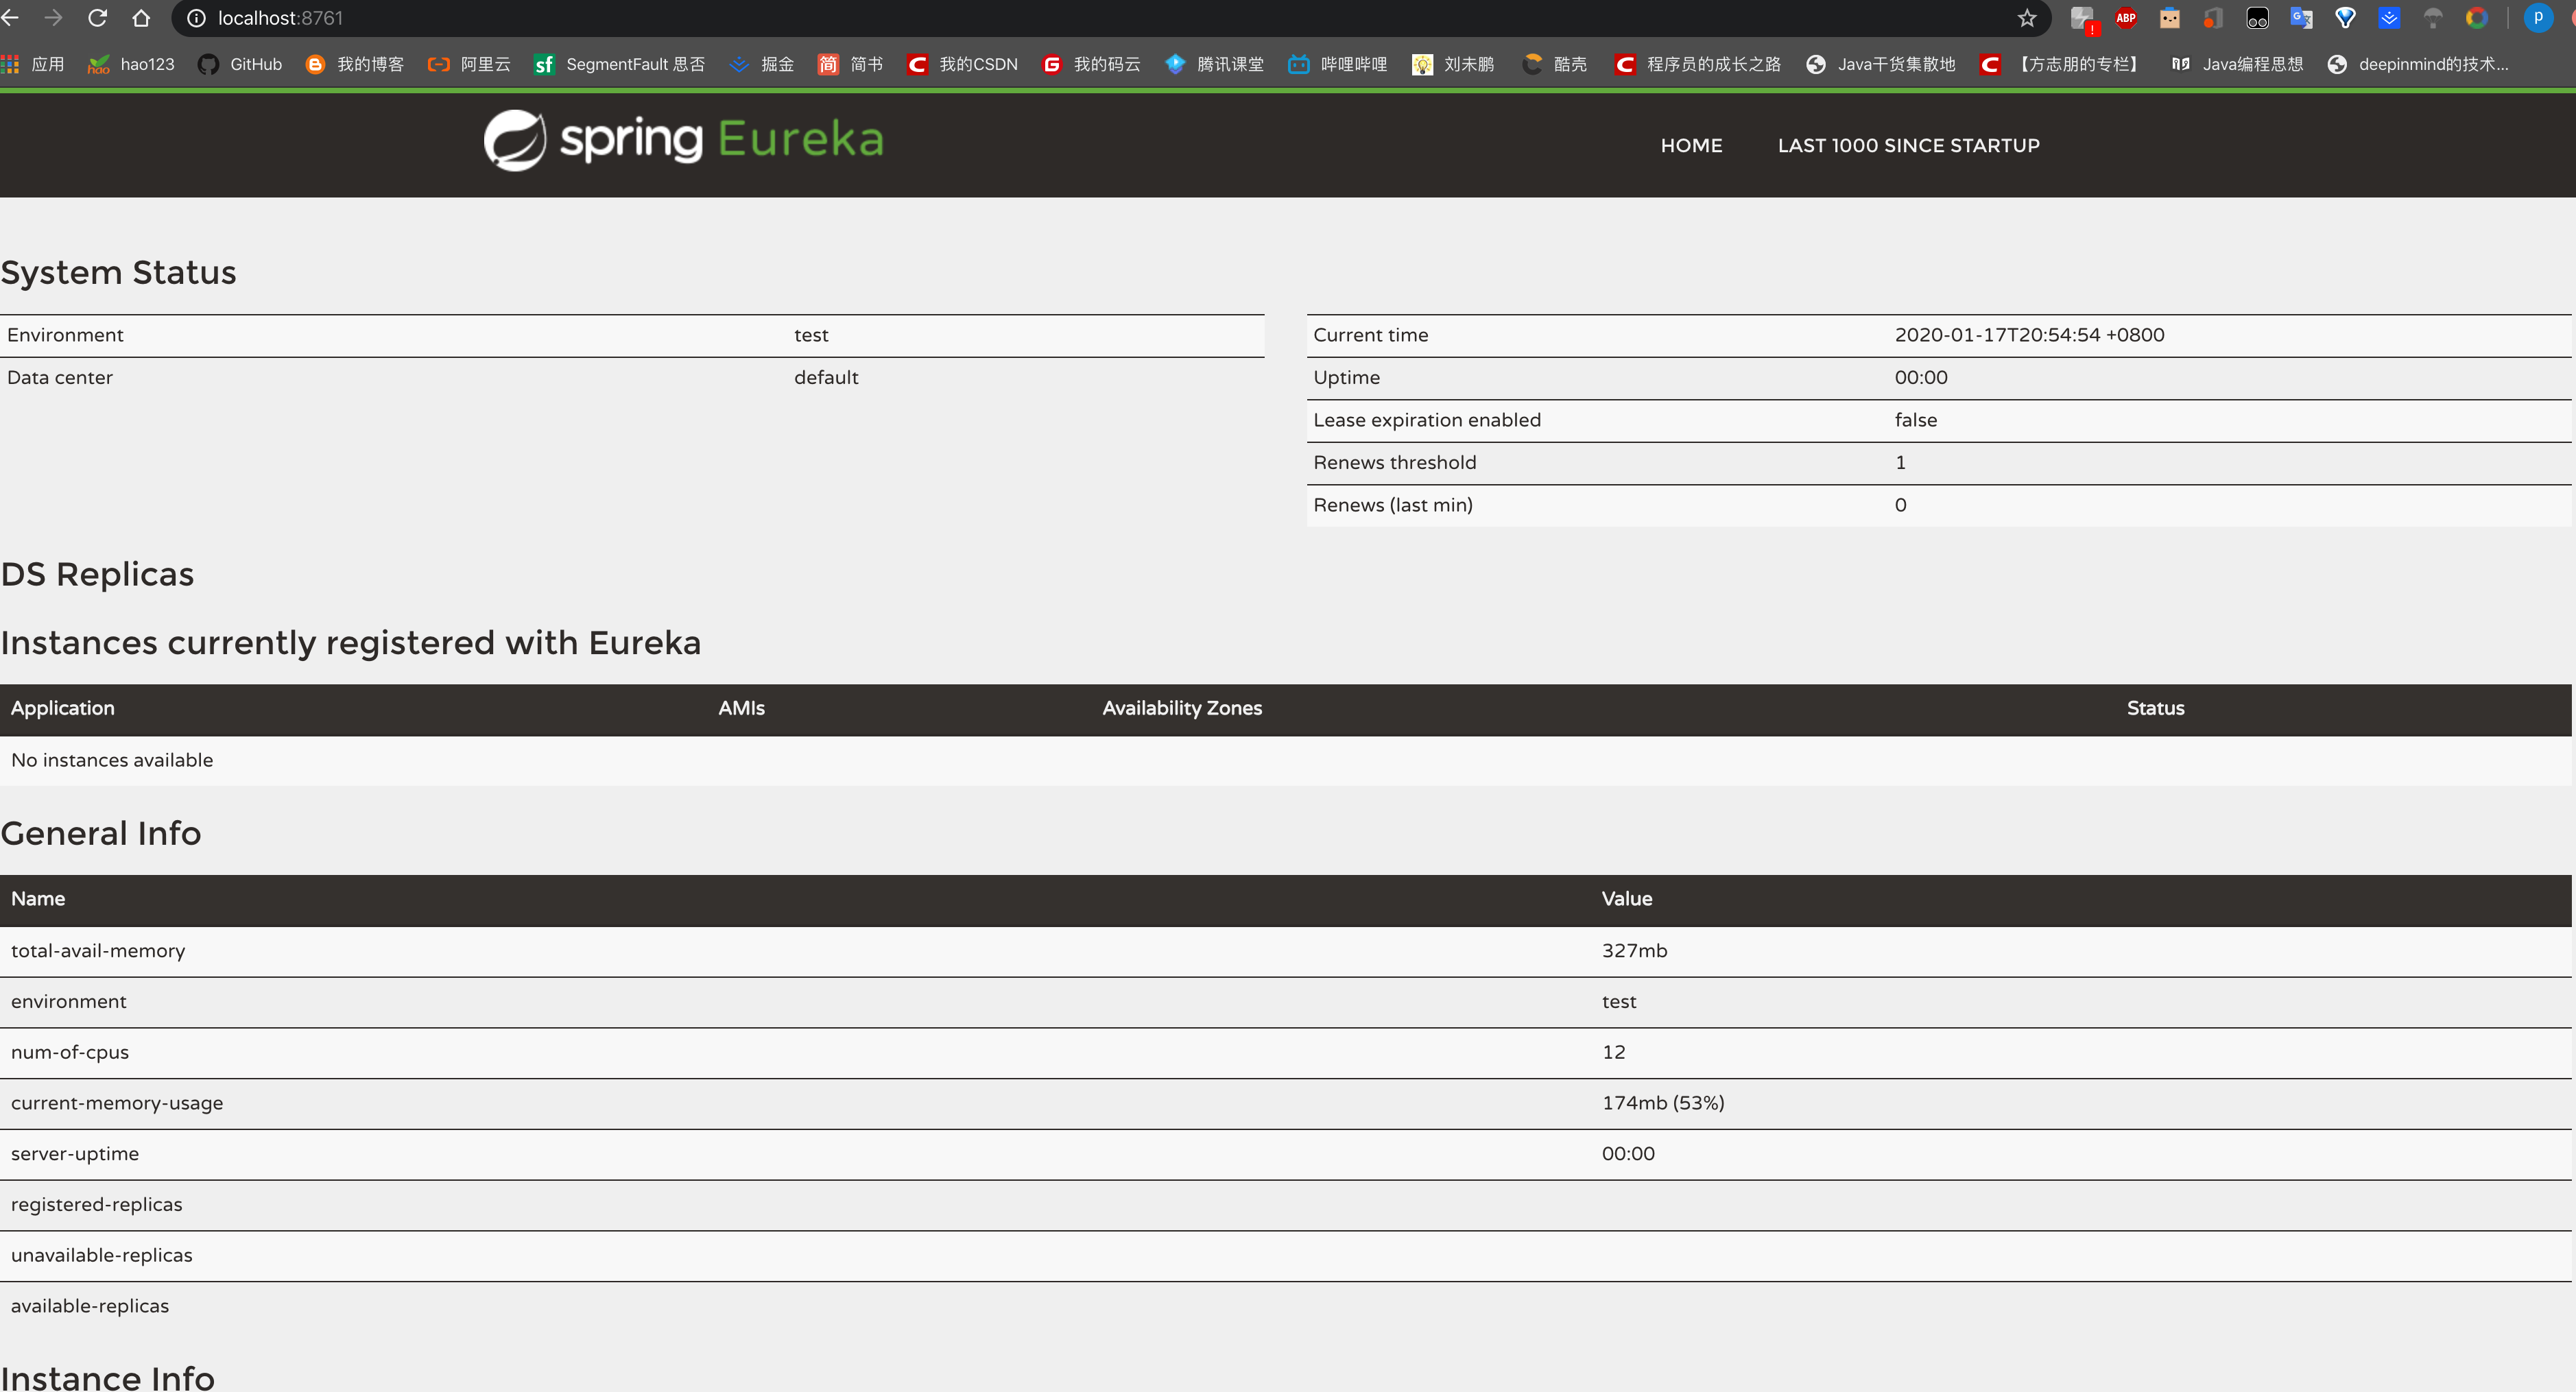 localhost:8761
ABP
应用 hao123 GitHub 我的博客 阿里云 SegmentFault 思否 掘金 简书 我的CSDN 我的码云 腾讯课堂 哔哩哔哩 刘未鹏 酷壳 程序员的成长之路 Java干货集散地 【方志朋的专栏】 Java编程思想 deepinmind的技术...
spring Eureka
HOME LAST 1000 SINCE STARTUP
System Status
Environment test
Data center default
Current time 2020-01-17T20:54:54 +0800
Uptime 00:00
Lease expiration enabled false
Renews threshold 1
Renews (last min) 0
DS Replicas
Instances currently registered with Eureka
Application AMIs Availability Zones Status
No instances available
General Info
Name Value
total-avail-memory 327mb
environment test
num-of-cpus 12
current-memory-usage 174mb (53%)
server-uptime 00:00
registered-replicas
unavailable-replicas
available-replicas
Instance Info